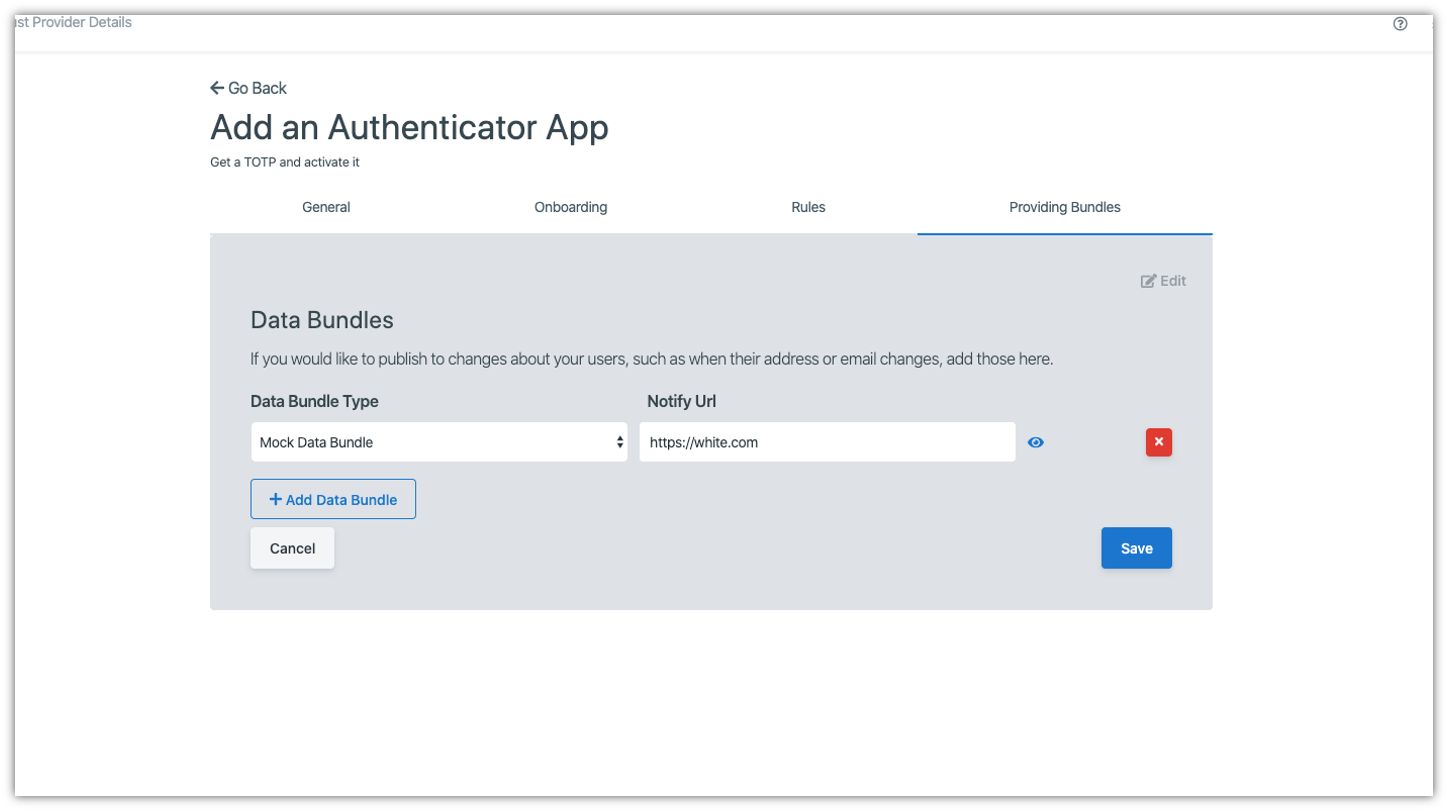 Provider Details
Go Back
Add an Authenticator App
Get a TOTP and activate it
General Onboarding Rules Providing Bundles
Edit
Data Bundles
If you would like to publish to changes about your users, such as when their address or email changes, add those here.
Data Bundle Type Notify Url
Mock Data Bundle https://white.com
Add Data Bundle
Cancel Save